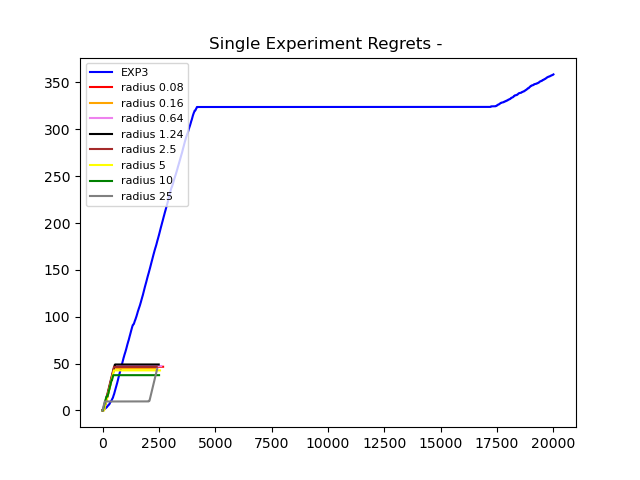 Single Experiment Regrets -
350
300
250
200
150
100
50
0
EXP3
radius 0.08
radius 0.16
radius 0.64
radius 1.24
radius 2.5
radius 5
radius 10
radius 25
0 2500 5000 7500 10000 12500 15000 17500 20000